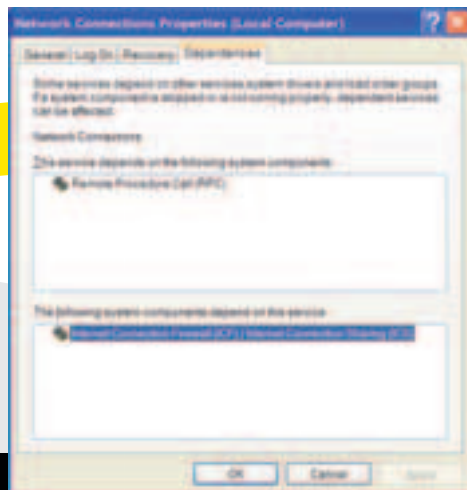 Network Connections Properties (Local Computer)
General Log On Recovery Dependencies
Some services depend on other services, system drivers and load order groups.
If a system component is stopped or is not running properly, dependent services
can be affected.
Network Connections
This service depends on the following system components:
Remote Procedure Call (RPC)
The following system components depend on this service:
Internet Connection Firewall (ICF) / Internet Connection Sharing (ICS)
OK Cancel Apply